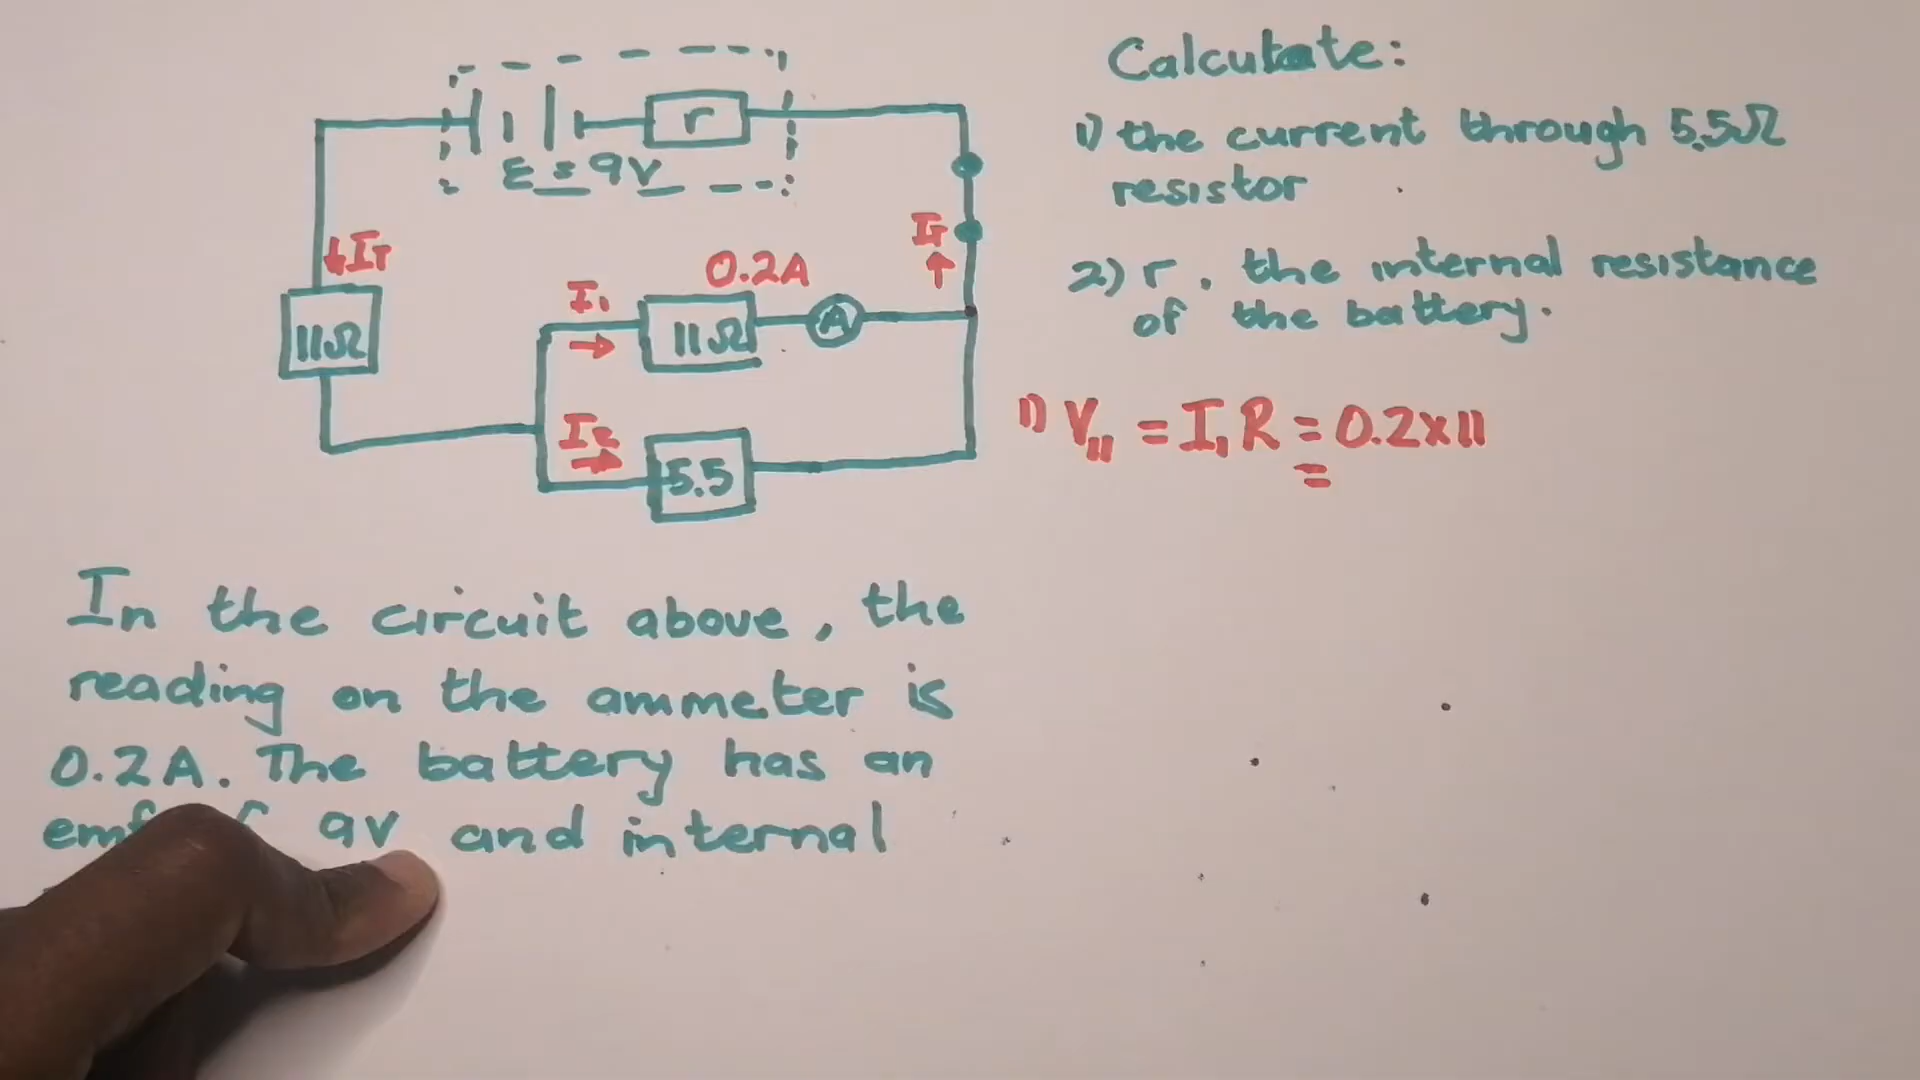 Calculate:
1) the current through 5.5Ω
resistor
2) r, the internal resistance
of the battery.
r
ε = 9V
↓IT
IT
0.2A
I1
11Ω
11Ω
A
I2
5.5
1) V11 = I1R = 0.2x11
=
In the circuit above, the
reading on the ammeter is
0.2A. The battery has an
9V and internal